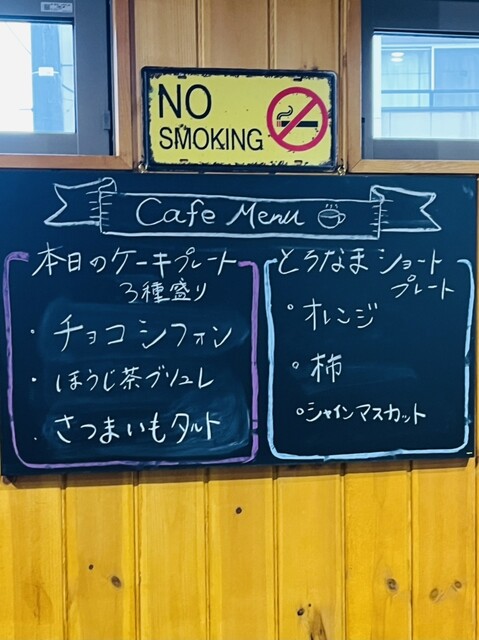 NO
SMOKING
Cafe Menu
本日のケーキプレート
3種盛り
・チョコシフォン
・ほうじ茶ブリュレ
・さつまいもタルト
とうなまショート
プレート
・オレンジ
・柿
・シャインマスカット